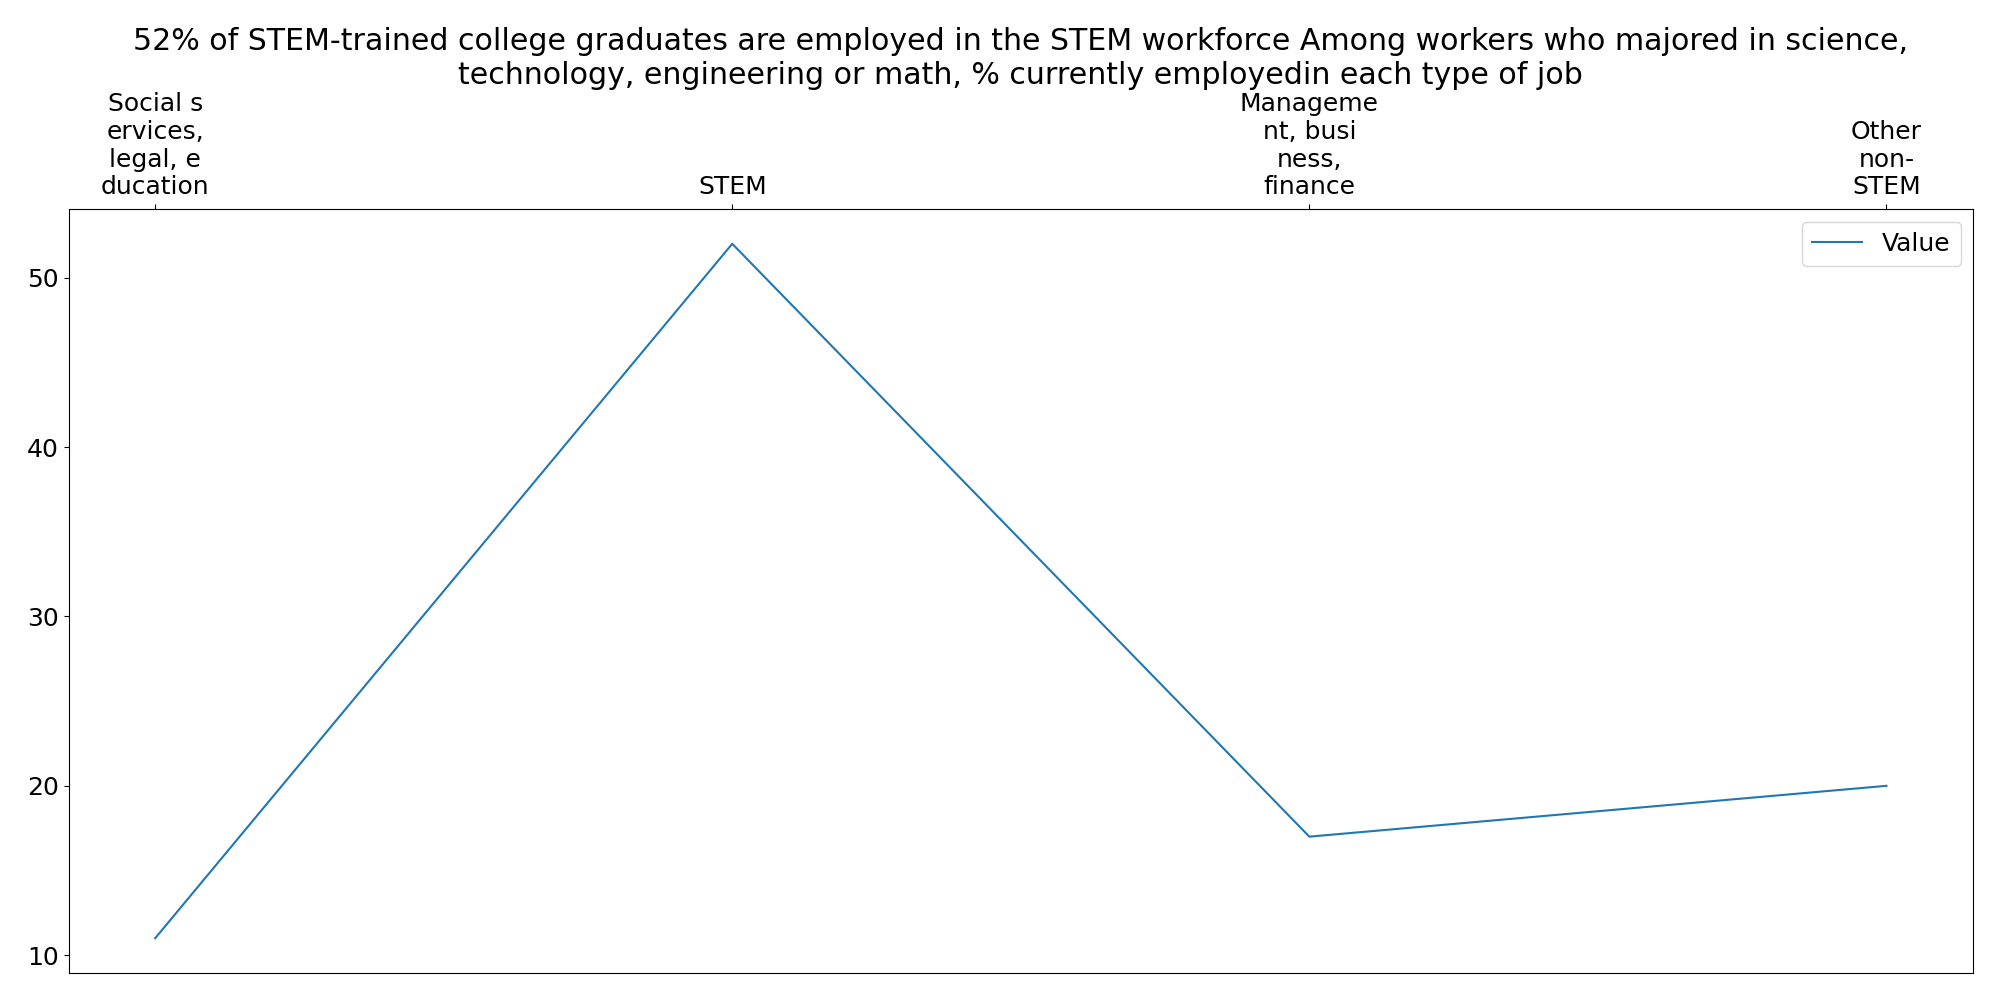 52% of STEM-trained college graduates are employed in the STEM workforce Among workers who majored in science,
technology, engineering or math, % currently employedin each type of job
Social s
ervices,
legal, e
ducation
STEM
Manageme
nt, busi
ness,
finance
Other
non-
STEM
Value
50
40
30
20
10